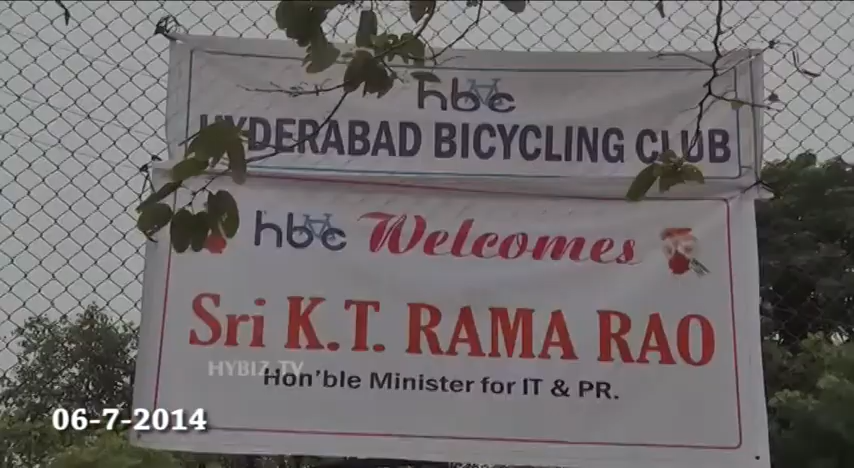 hbc
HYDERABAD BICYCLING CLUB
hbc Welcomes
Sri K.T. RAMA RAO
HYBIZ.TV
Hon'ble Minister for IT & PR.
06-7-2014